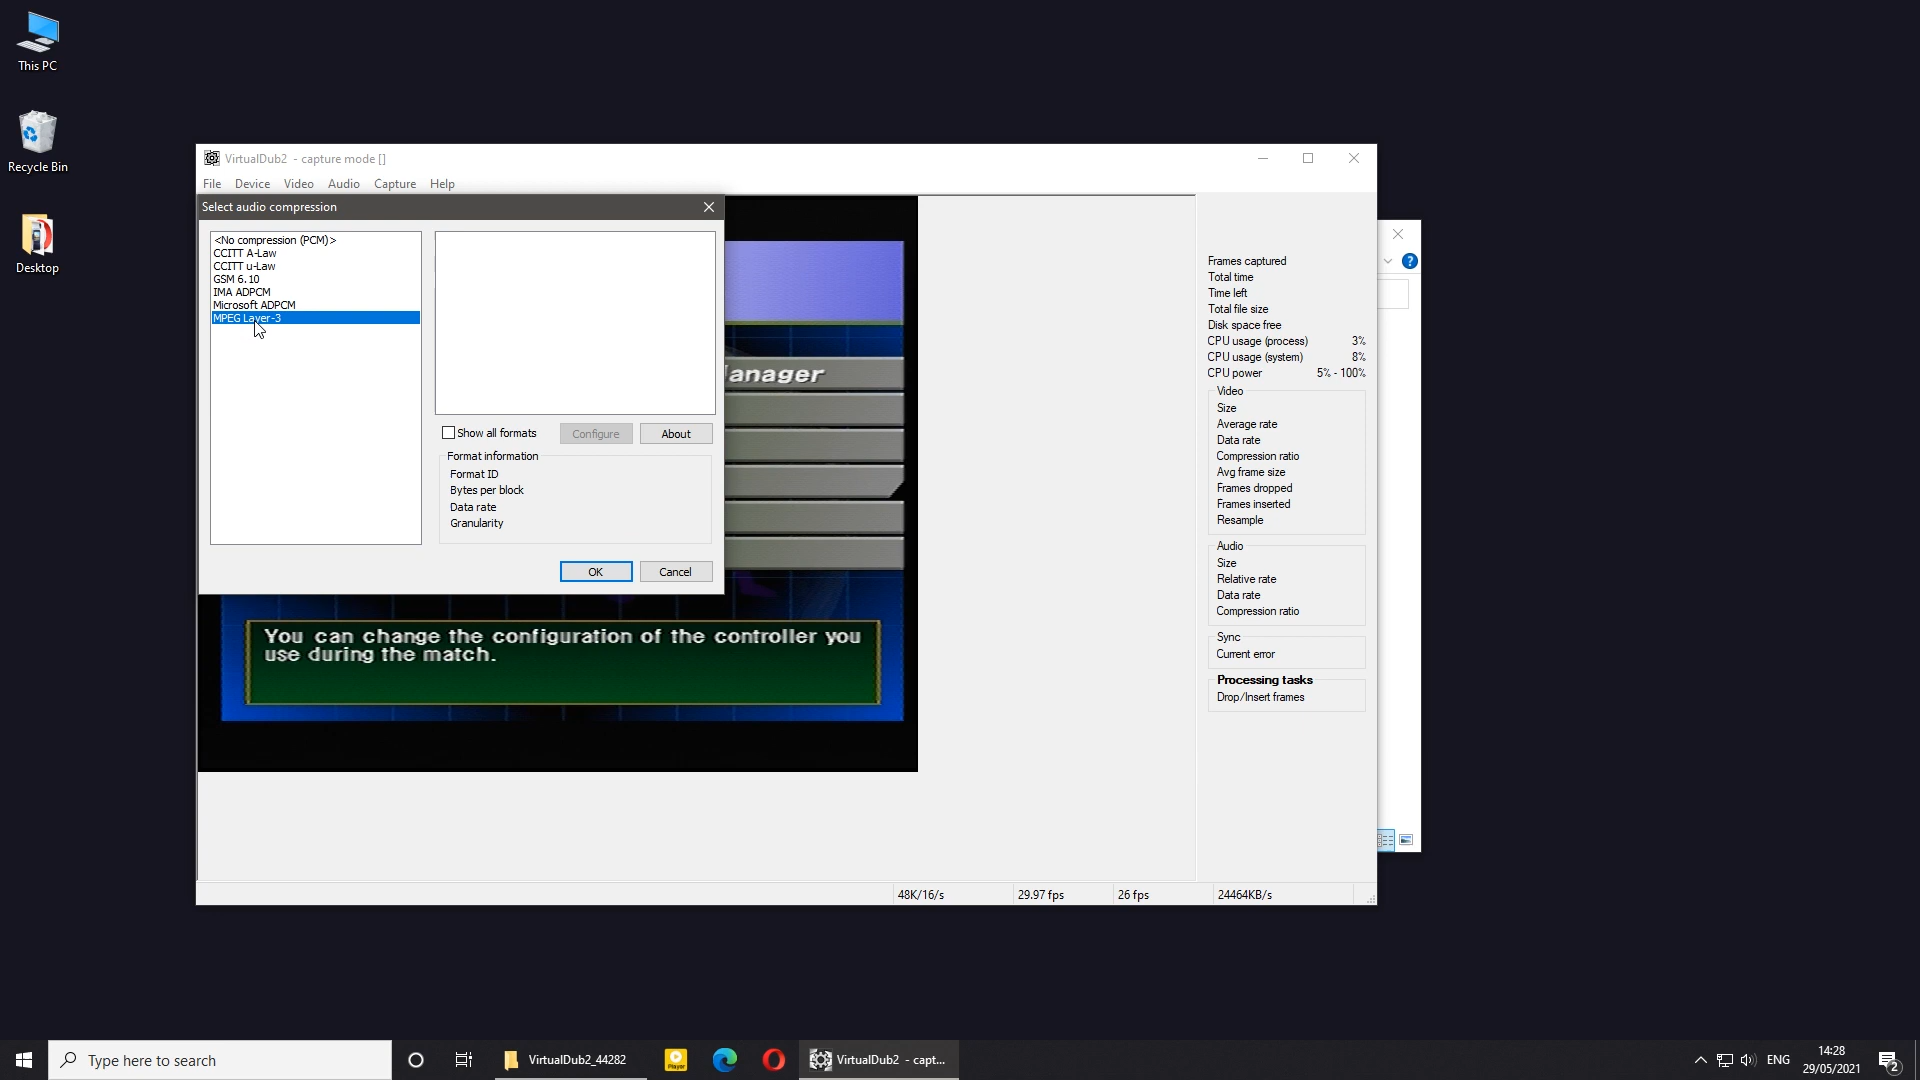 This PC
Recycle Bin
Desktop
VirtualDub2 - capture mode []
File Device Video Audio Capture Help
Select audio compression
<No compression (PCM)>
CCITT A-Law
CCITT u-Law
GSM 6.10
IMA ADPCM
Microsoft ADPCM
MPEG Layer-3
Show all formats
Configure
About
Format information
Format ID
Bytes per block
Data rate
Granularity
OK
Cancel
anager
You can change the configuration of the controller you
use during the match.
Frames captured
Total time
Time left
Total file size
Disk space free
CPU usage (process) 3%
CPU usage (system) 8%
CPU power 5% - 100%
Video
Size
Average rate
Data rate
Compression ratio
Avg frame size
Frames dropped
Frames inserted
Resample
Audio
Size
Relative rate
Data rate
Compression ratio
Sync
Current error
Processing tasks
Drop/Insert frames
48K/16/s
29.97 fps
26 fps
24464KB/s
Type here to search
VirtualDub2_44282
Player
VirtualDub2 - capt...
ENG
14:28
29/05/2021
2